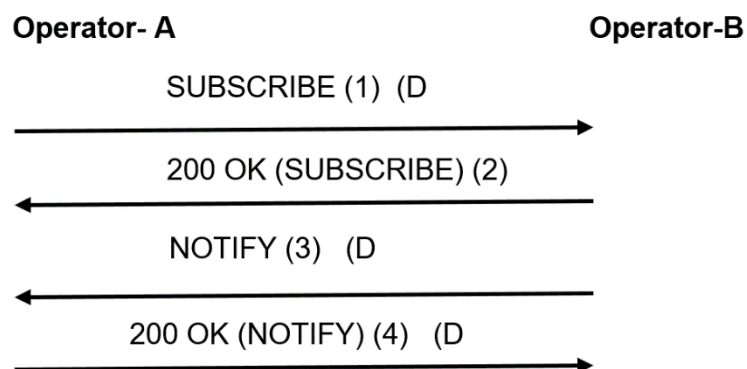 Operator- A Operator-B
SUBSCRIBE (1) (D
200 OK (SUBSCRIBE) (2)
NOTIFY (3) (D
200 OK (NOTIFY) (4) (D